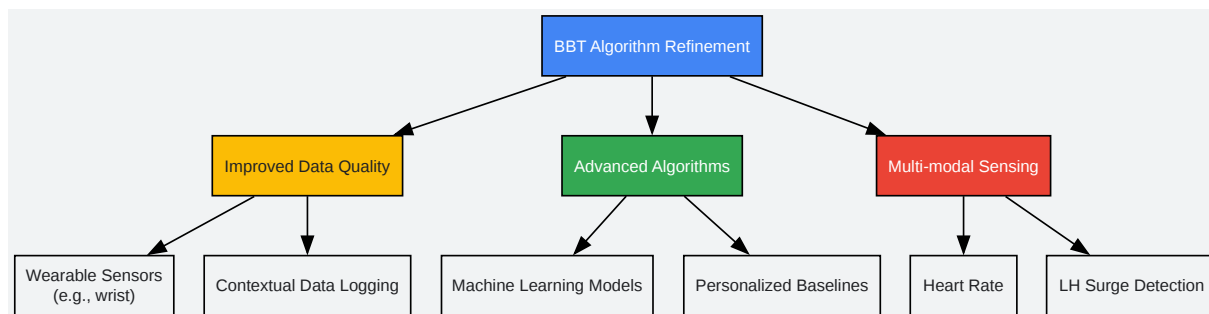 BBT Algorithm Refinement
Improved Data Quality
Advanced Algorithms
Multi-modal Sensing
Wearable Sensors
(e.g., wrist)
Contextual Data Logging
Machine Learning Models
Personalized Baselines
Heart Rate
LH Surge Detection